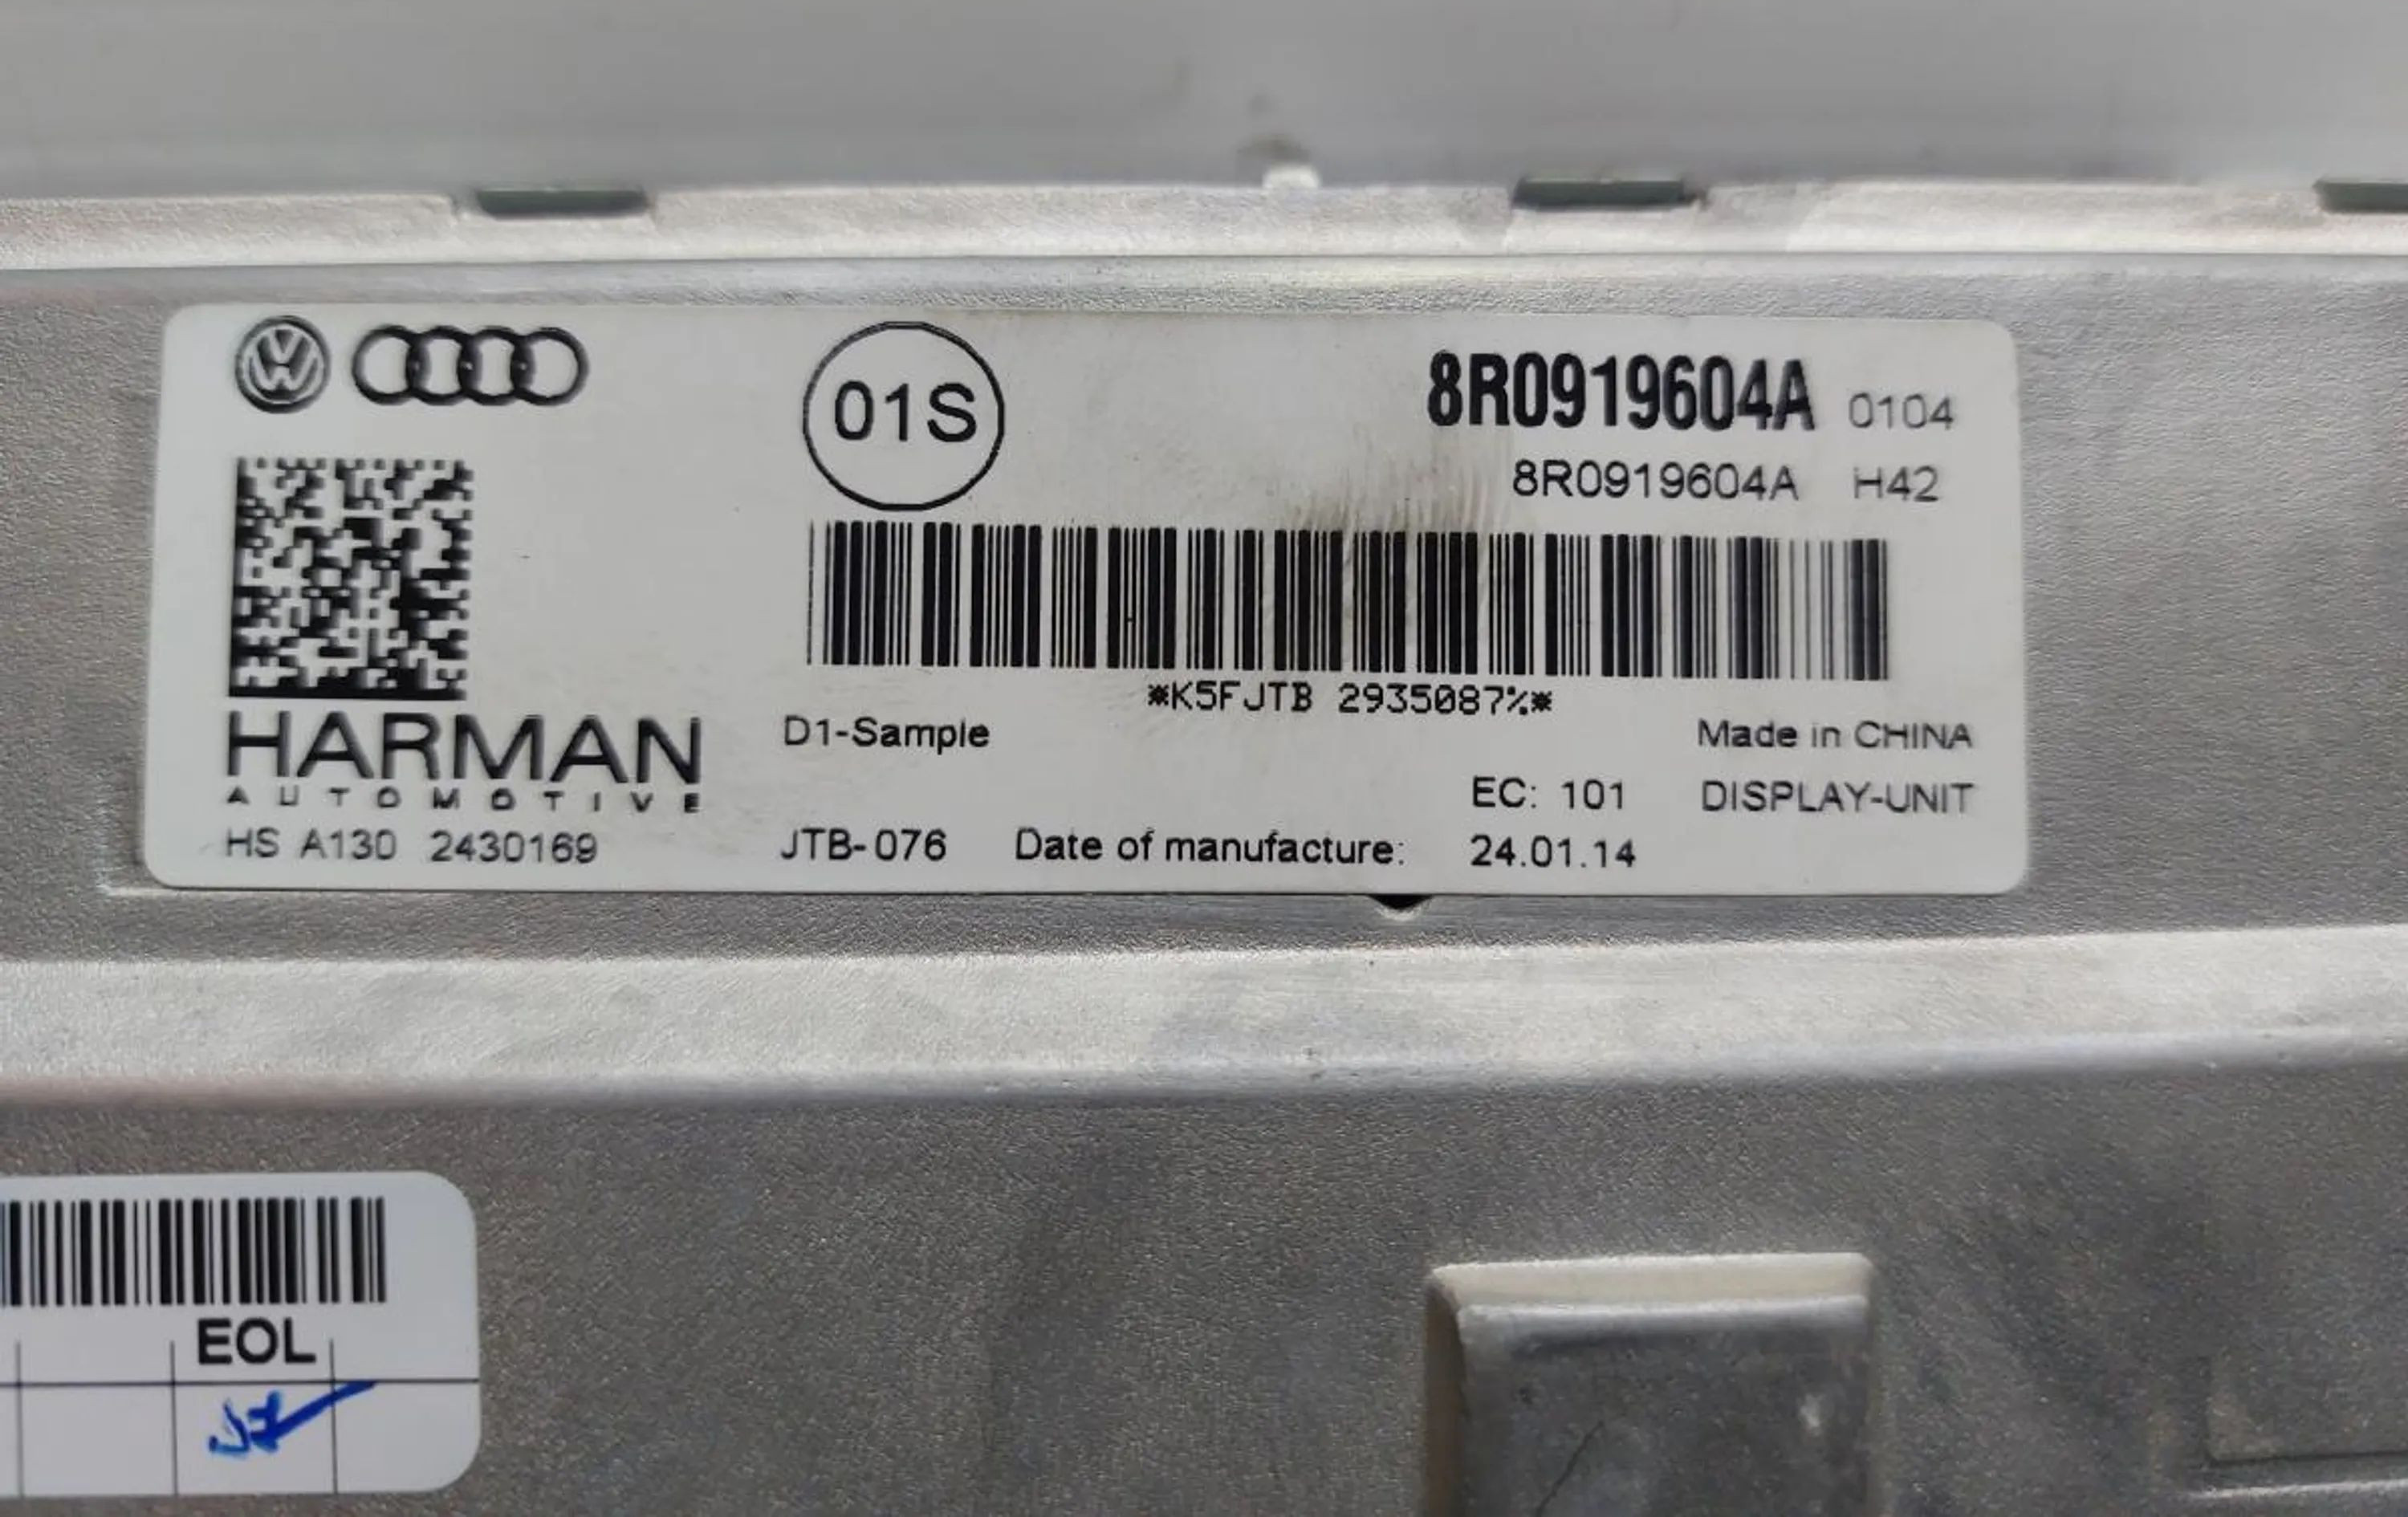 01S
8R0919604A 0104
8R0919604A H42
*K5FJTB 2935087%*
HARMAN
AUTOMOTIVE
D1-Sample
Made in CHINA
EC: 101 DISPLAY-UNIT
HS A130 2430169 JTB-076 Date of manufacture: 24.01.14
EOL